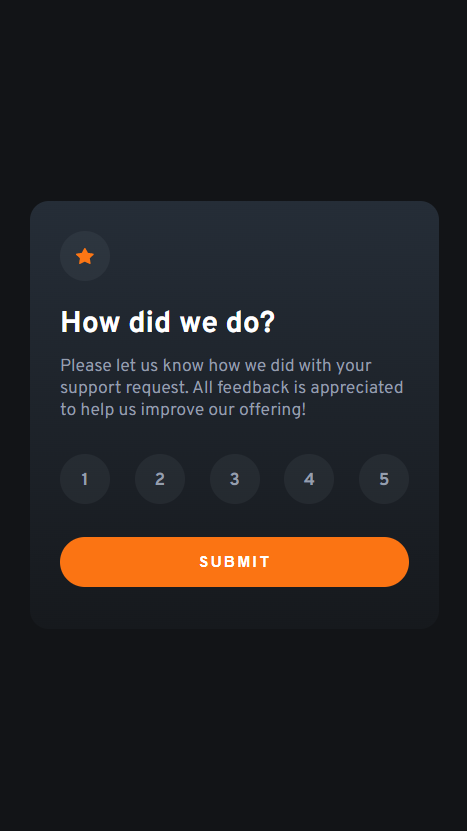 How did we do?
Please let us know how we did with your
support request. All feedback is appreciated
to help us improve our offering!
1 2 3 4 5
SUBMIT